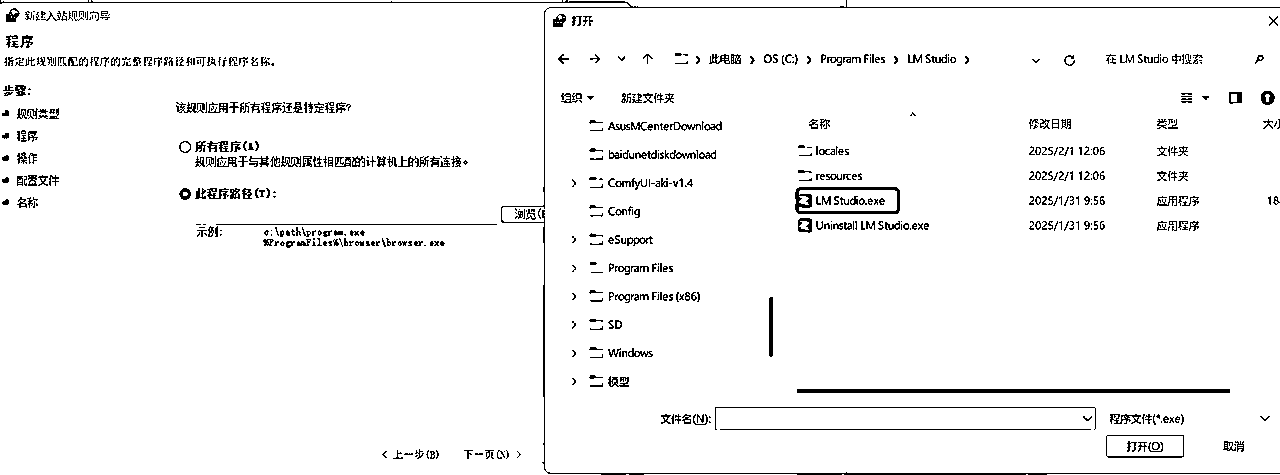 新建入站规则向导
程序
指定此规则匹配的程序的完整程序路径和可执行程序名称。
步骤:
规则类型
程序
操作
配置文件
名称
该规则应用于所有程序还是特定程序?
所有程序(A)
规则应用于与其他规则属性相匹配的计算机上的所有连接。
此程序路径(T):
浏览(
示例:
c:\path\program.exe
%ProgramFiles%\browser\browser.exe
< 上一步(B)
下一页(N) >
打开
此电脑 > OS (C:) > Program Files > LM Studio >
在 LM Studio 中搜索
组织
新建文件夹
AsusMCenterDownload
baidunetdiskdownload
ComfyUI-aki-v1.4
Config
eSupport
Program Files
Program Files (x86)
SD
Windows
模型
名称 修改日期 类型 大小
locales 2025/2/1 12:06 文件夹
resources 2025/2/1 12:06 文件夹
LM Studio.exe 2025/1/31 9:56 应用程序 18
Uninstall LM Studio.exe 2025/1/31 9:56 应用程序
文件名(N):
程序文件(*.exe)
打开(O)
取消